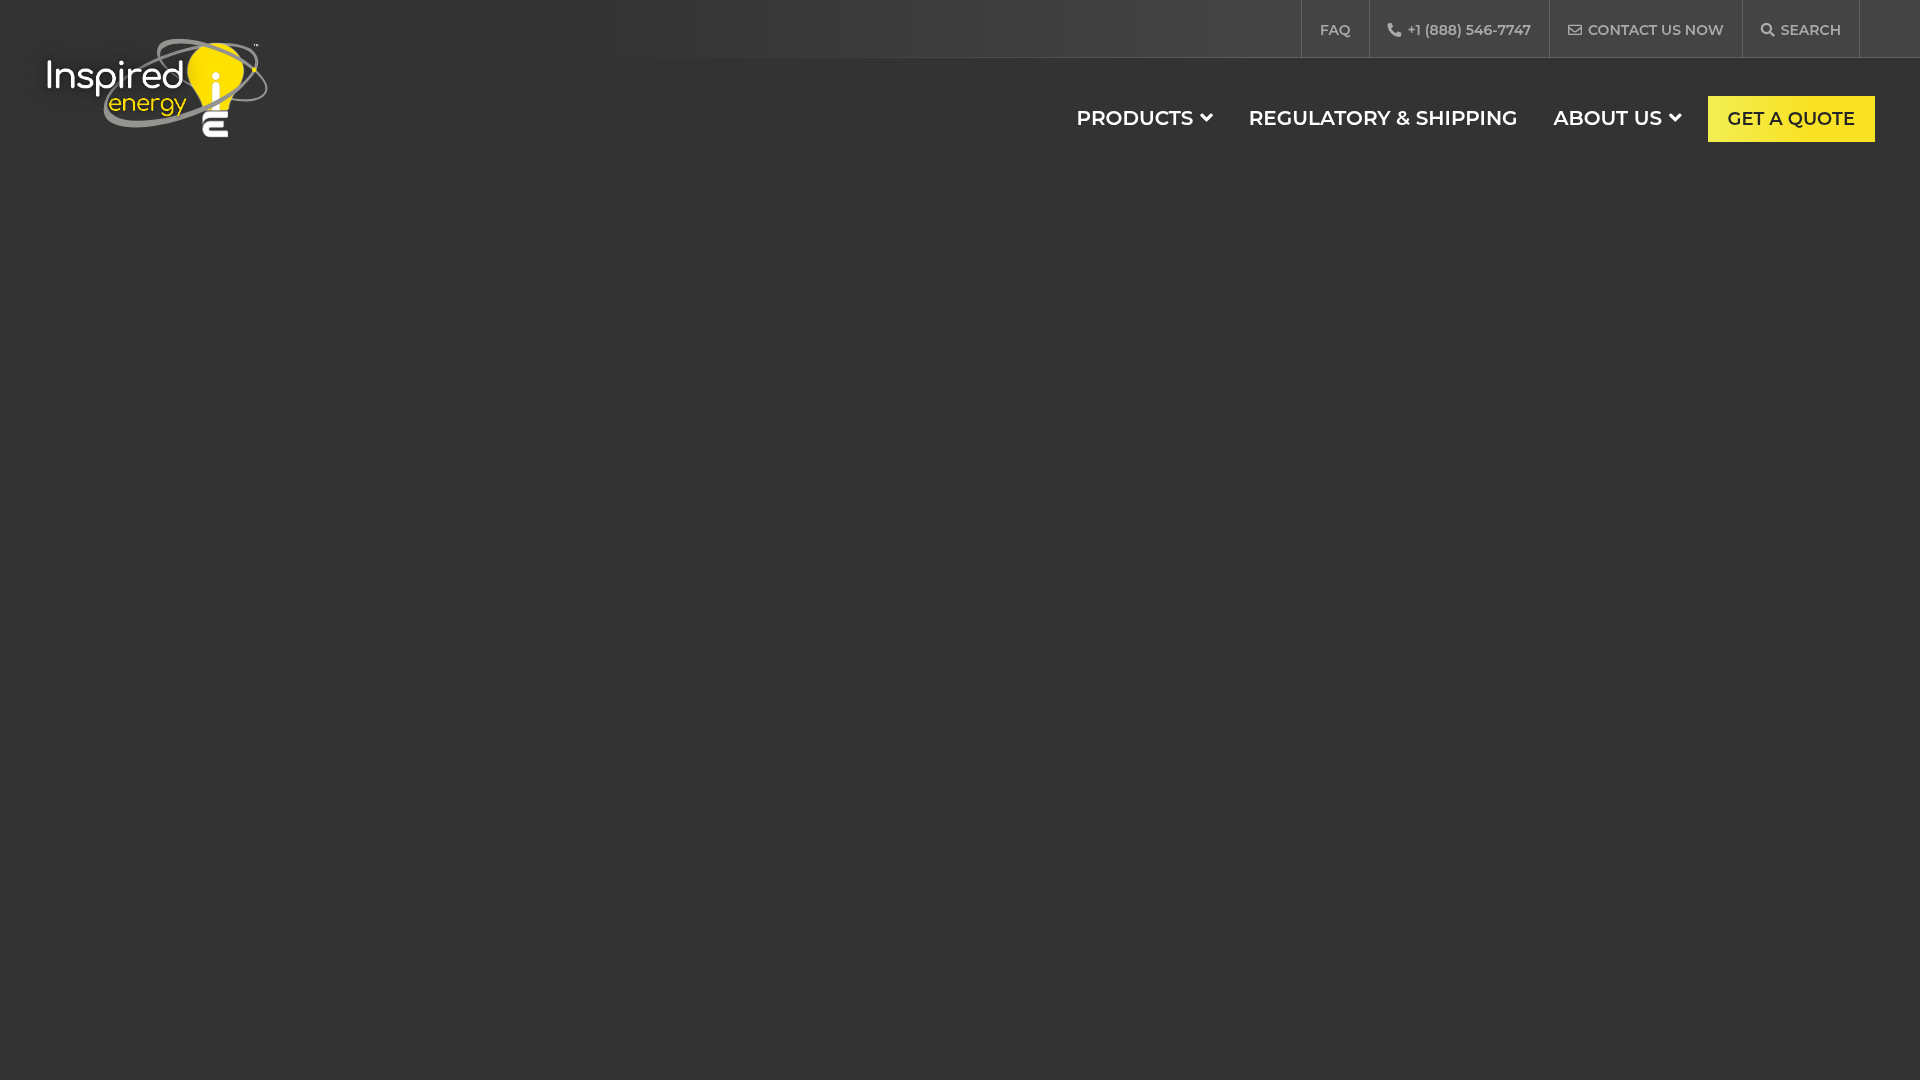 FAQ
+1 (888) 546-7747
CONTACT US NOW
SEARCH
Inspired
energy
™
PRODUCTS
REGULATORY & SHIPPING
ABOUT US
GET A QUOTE